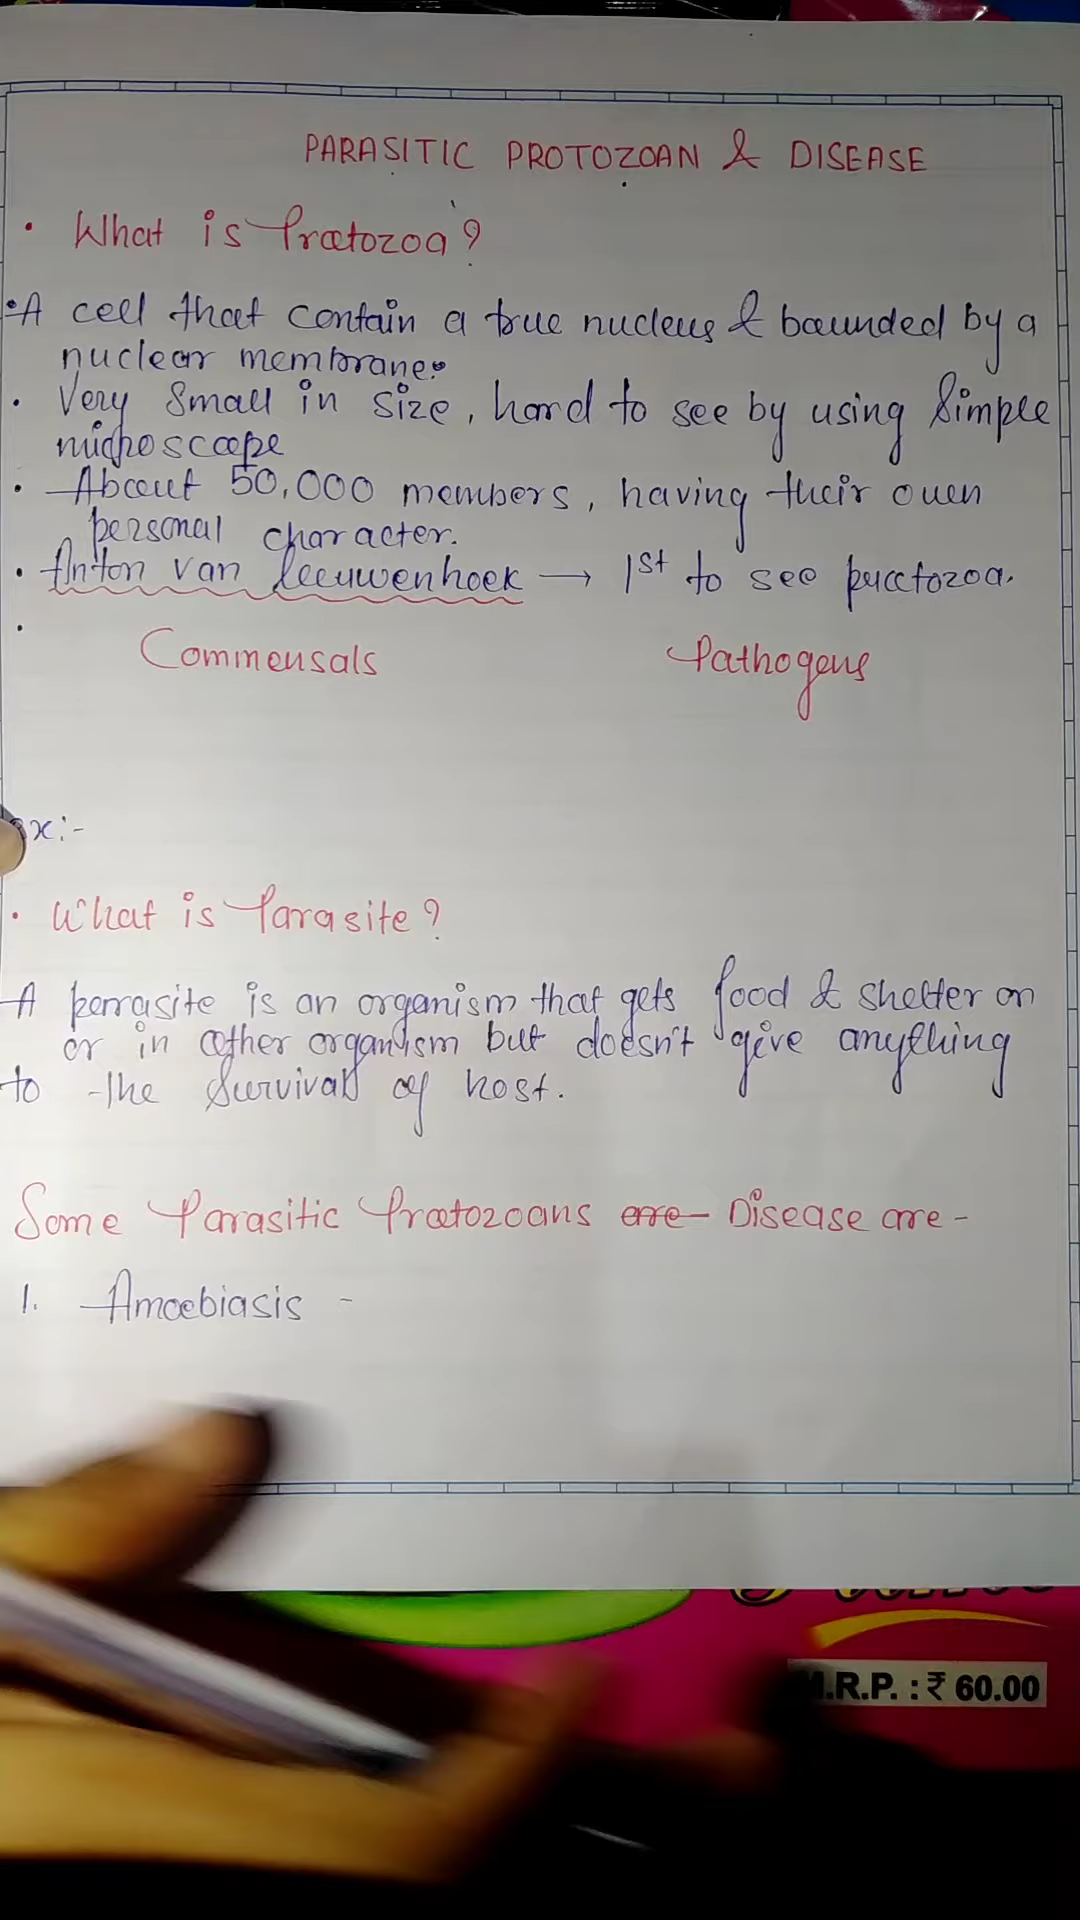 PARASITIC PROTOZOAN & DISEASE
• What is Protozoa?
• A cell that contain a true nucleus & bounded by a
nuclear membrane.
• Very Small in size, hard to see by using Simple
microscope
• About 50,000 members, having their own
personal character.
• Anton van leeuwenhoek → 1st to see protozoa.
•
Commensals Pathogens
ex:-
• What is Parasite?
A parasite is an organism that gets food & shelter on
or in other organism but doesn't give anything
to the survival of host.
Some Parasitic Protozoans are Disease are -
1. Amoebiasis -
M.R.P. : ₹ 60.00